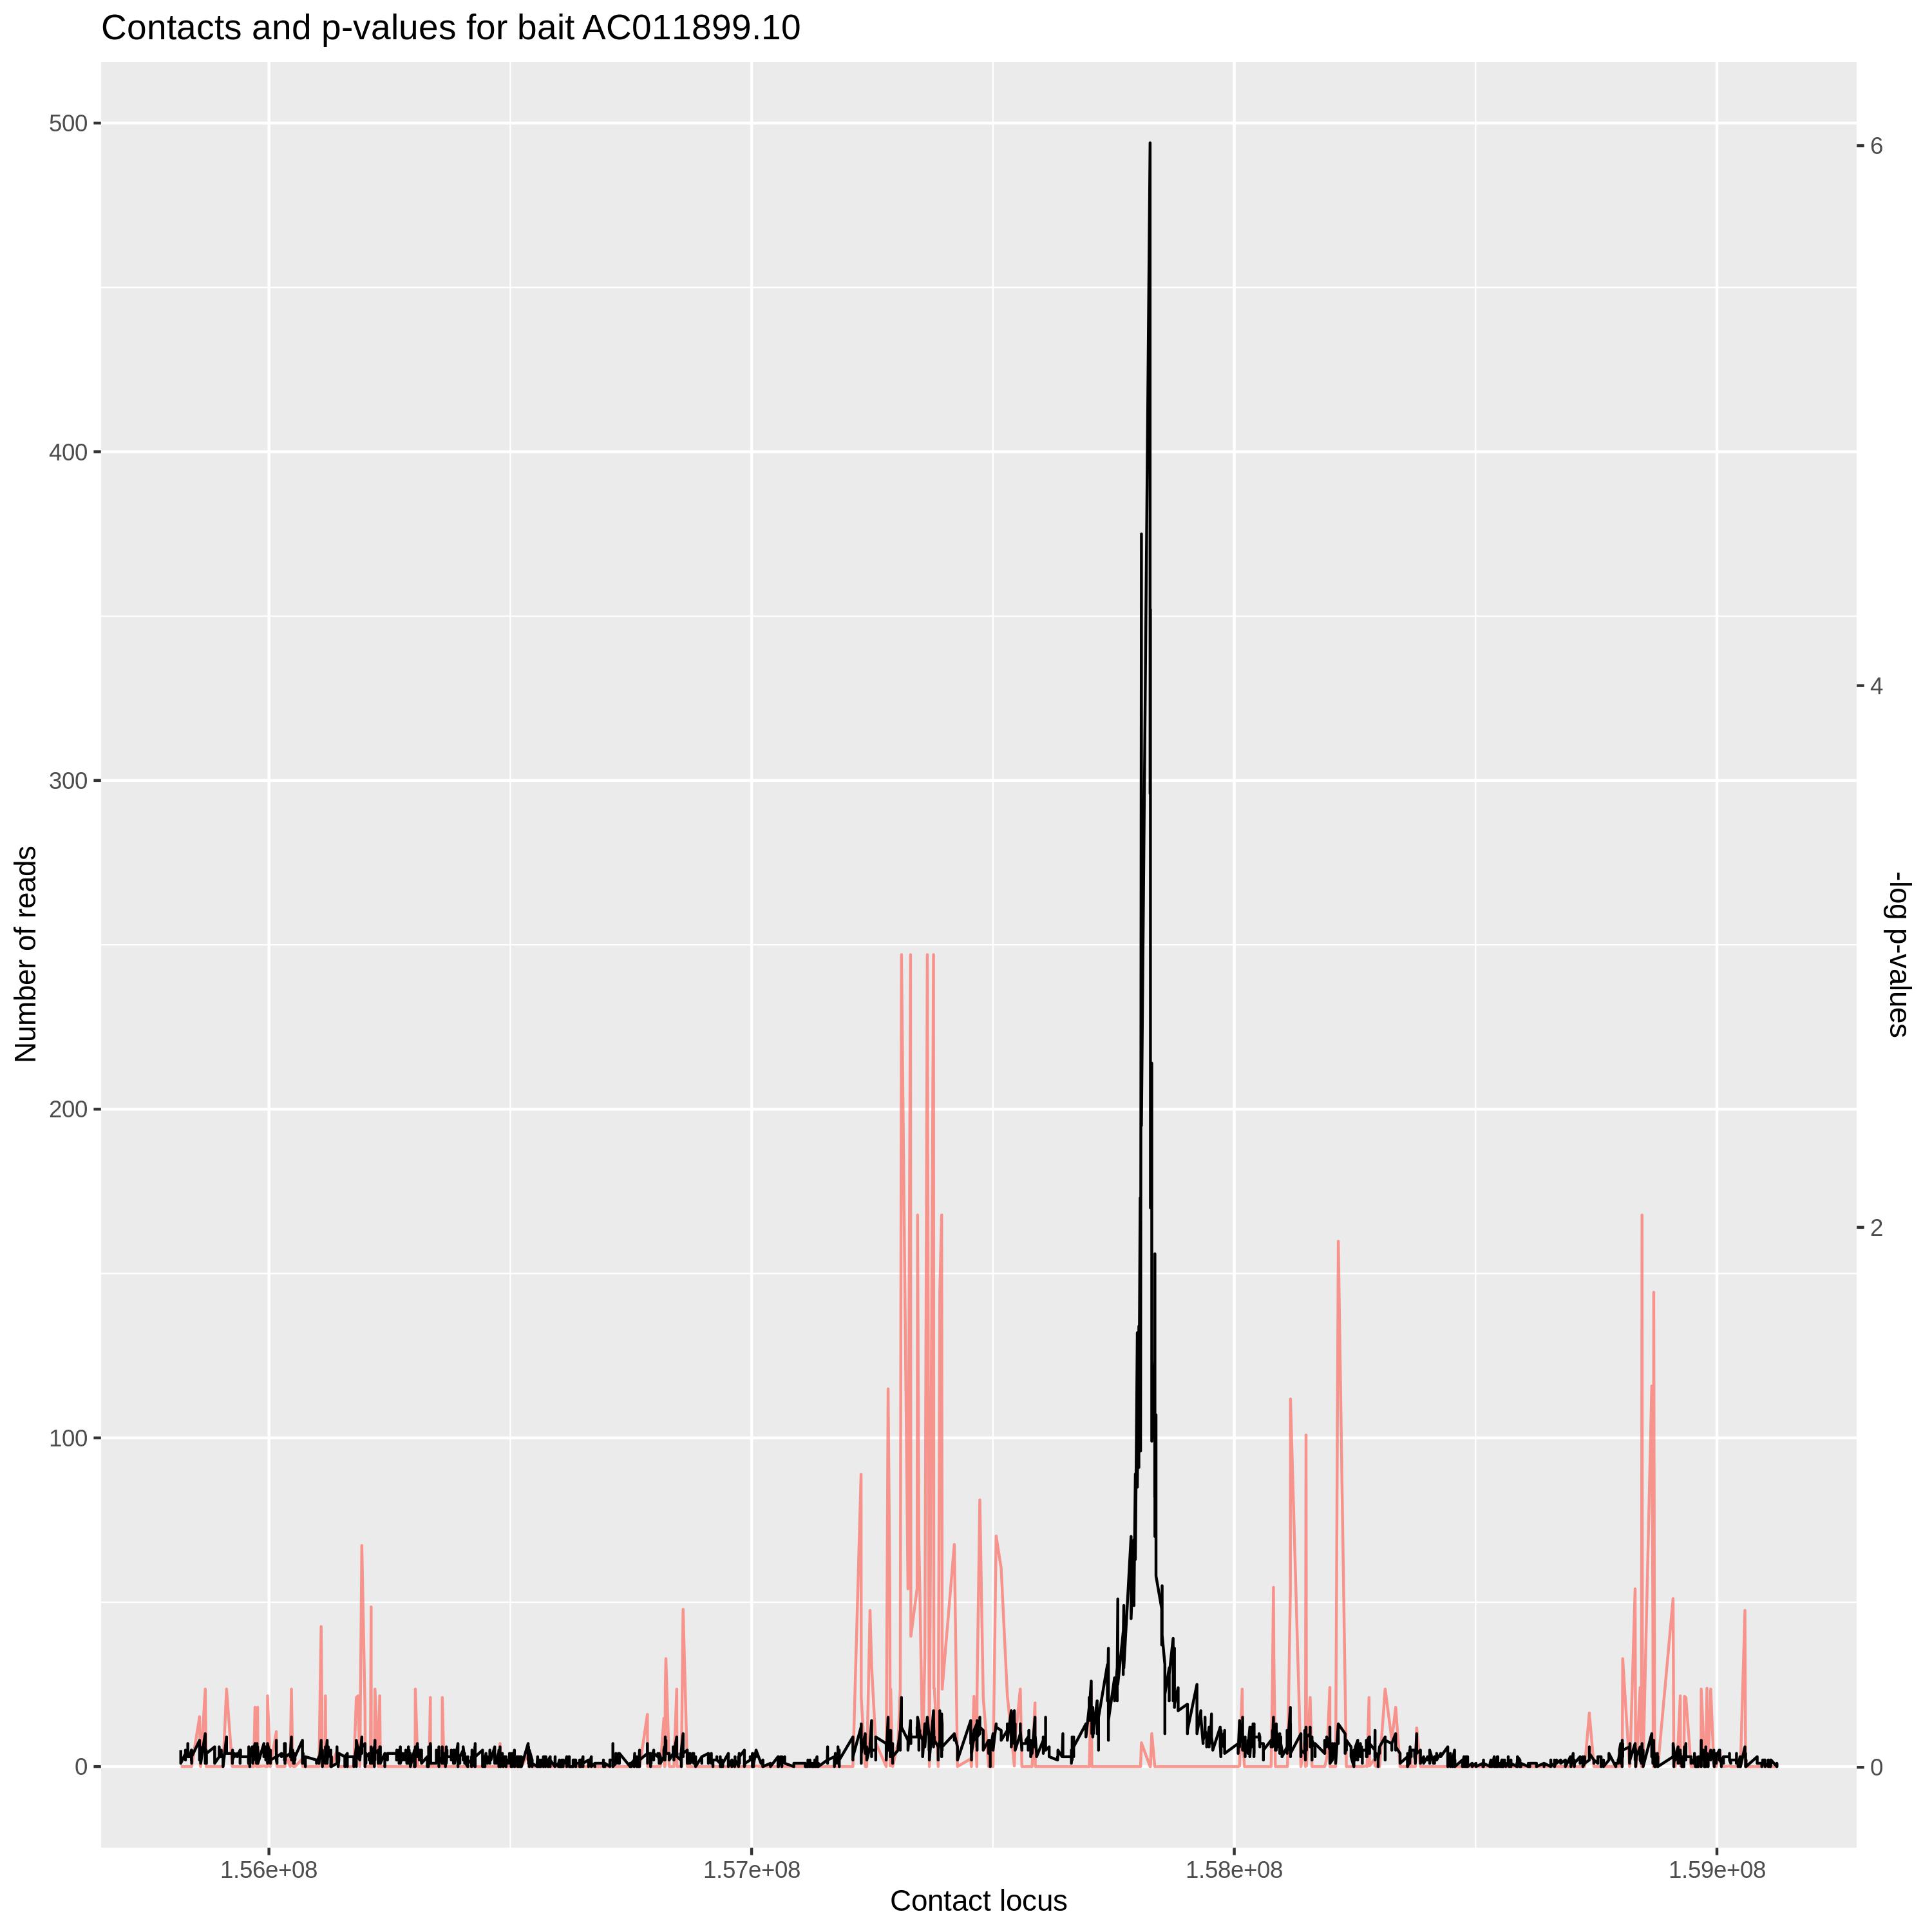 Contacts and p-values for bait AC011899.10
500
400
300
200
100
0
Number of reads
6
4
2
0
-log p-values
1.56e+08
1.57e+08
1.58e+08
1.59e+08
Contact locus